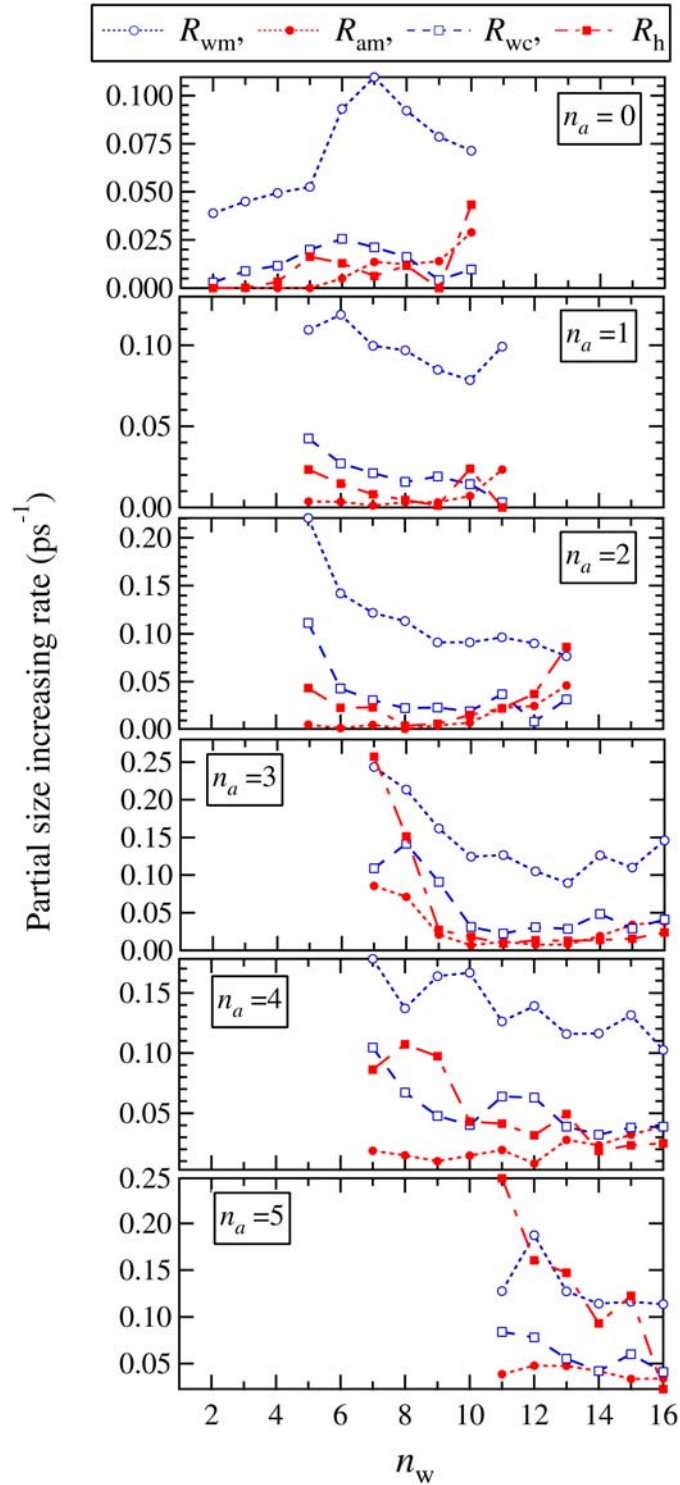 R_wm, R_am, R_wc, R_h
Partial size increasing rate (ps⁻¹)
n_a = 0
0.100
0.075
0.050
0.025
0.000
n_a =1
0.10
0.05
0.00
n_a =2
0.20
0.15
0.10
0.05
0.00
n_a =3
0.25
0.20
0.15
0.10
0.05
0.00
n_a =4
0.15
0.10
0.05
n_a =5
0.25
0.20
0.15
0.10
0.05
2 4 6 8 10 12 14 16
n_w